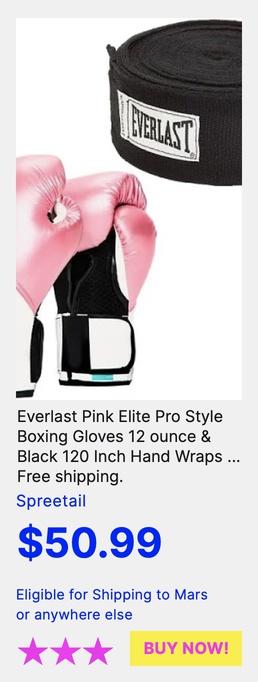 EVERLAST
Everlast Pink Elite Pro Style
Boxing Gloves 12 ounce &
Black 120 Inch Hand Wraps ...
Free shipping.
Spreetail
$50.99
Eligible for Shipping to Mars
or anywhere else
BUY NOW!